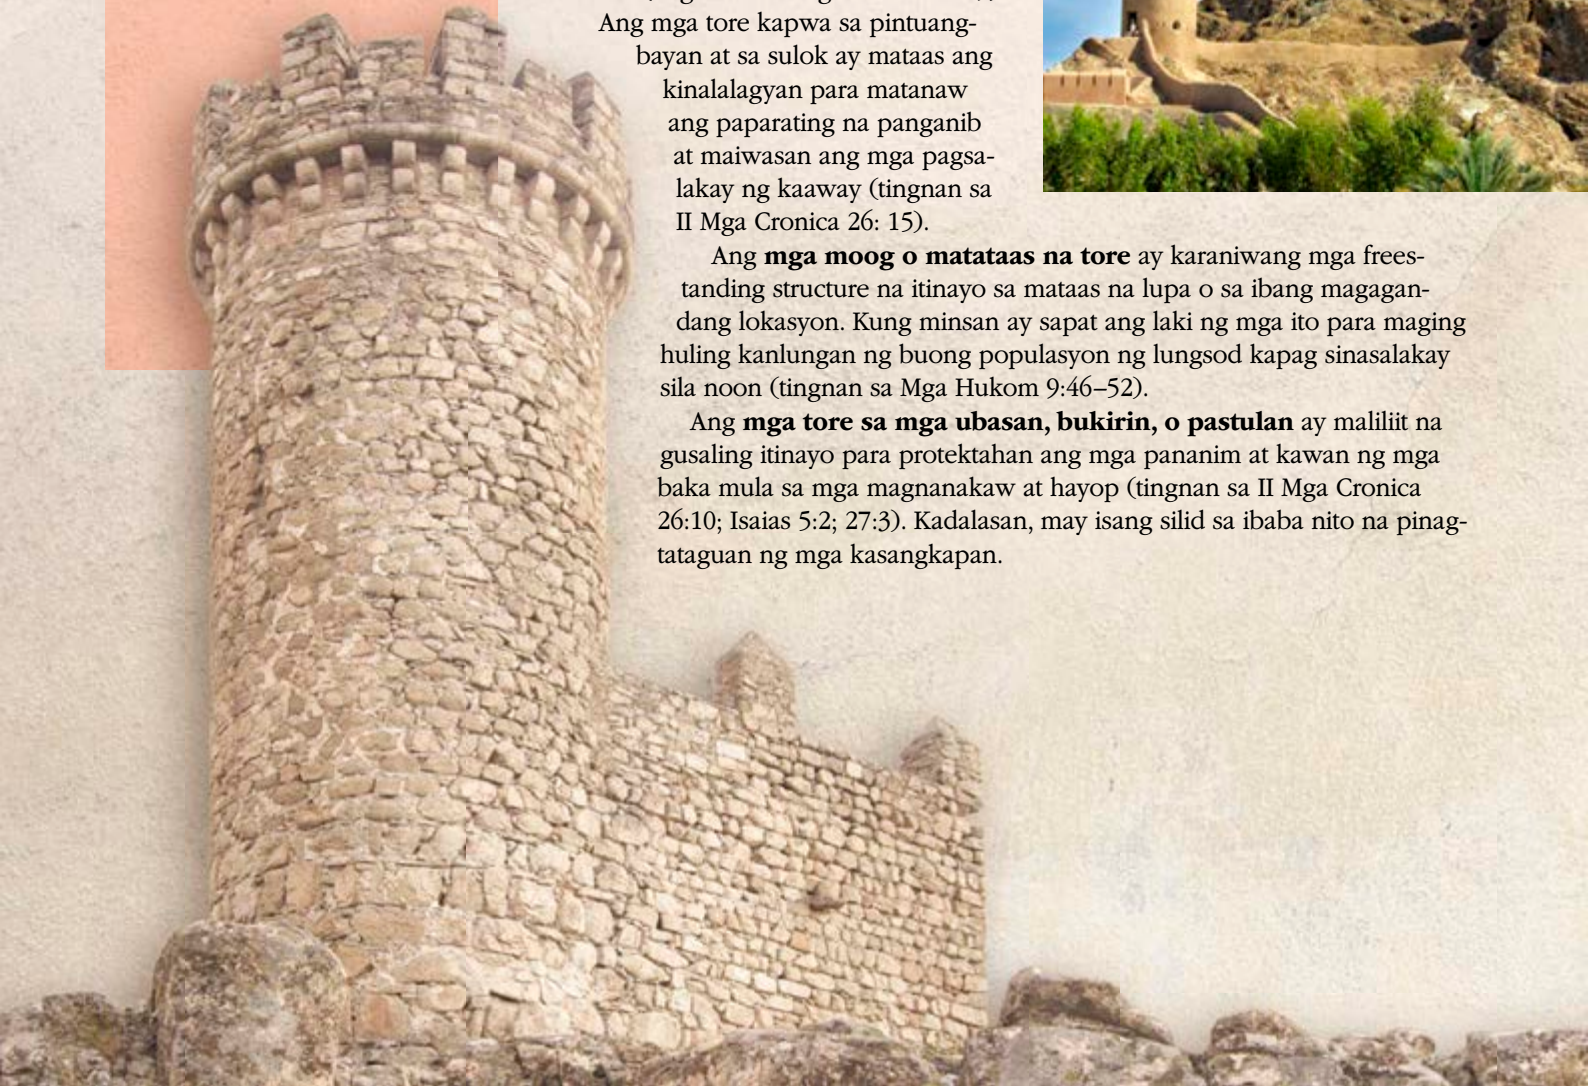 Ang mga tore kapwa sa pintuang-
bayan at sa sulok ay mataas ang
kinalalagyan para matanaw
ang paparating na panganib
at maiwasan ang mga pagsa-
lakay ng kaaway (tingnan sa
II Mga Cronica 26: 15).
Ang mga moog o matataas na tore ay karaniwang mga frees-
tanding structure na itinayo sa mataas na lupa o sa ibang magagan-
dang lokasyon. Kung minsan ay sapat ang laki ng mga ito para maging
huling kanlungan ng buong populasyon ng lungsod kapag sinasalakay
sila noon (tingnan sa Mga Hukom 9:46–52).
Ang mga tore sa mga ubasan, bukirin, o pastulan ay maliliit na
gusaling itinayo para protektahan ang mga pananim at kawan ng mga
baka mula sa mga magnanakaw at hayop (tingnan sa II Mga Cronica
26:10; Isaias 5:2; 27:3). Kadalasan, may isang silid sa ibaba nito na pinag-
tataguan ng mga kasangkapan.